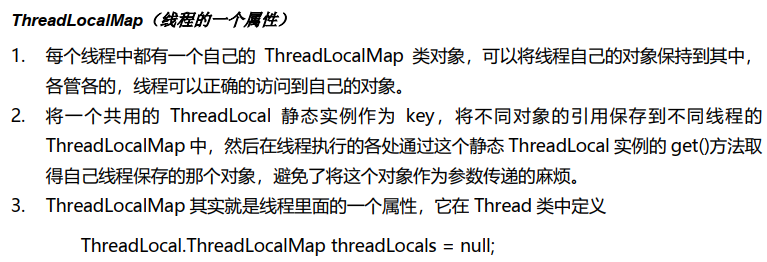 ThreadLocalMap（线程的一个属性）
1. 每个线程中都有一个自己的 ThreadLocalMap 类对象，可以将线程自己的对象保持到其中，
各管各的，线程可以正确的访问到自己的对象。
2. 将一个共用的 ThreadLocal 静态实例作为 key，将不同对象的引用保存到不同线程的
ThreadLocalMap 中，然后在线程执行的各处通过这个静态 ThreadLocal 实例的 get()方法取
得自己线程保存的那个对象，避免了将这个对象作为参数传递的麻烦。
3. ThreadLocalMap 其实就是线程里面的一个属性，它在 Thread 类中定义
ThreadLocal.ThreadLocalMap threadLocals = null;